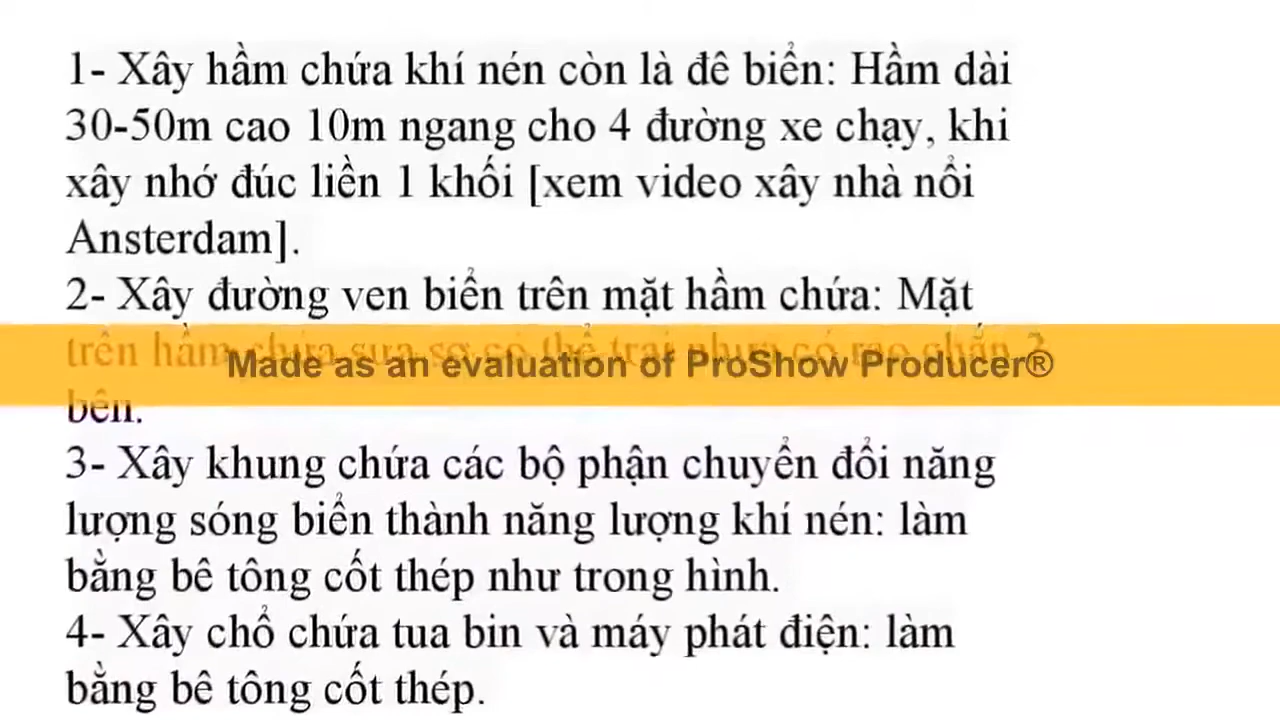 1- Xây hầm chứa khí nén còn là đê biển: Hầm dài
30-50m cao 10m ngang cho 4 đường xe chạy, khi
xây nhớ đúc liền 1 khối [xem video xây nhà nổi
Ansterdam].
2- Xây đường ven biển trên mặt hầm chứa: Mặt
trên hầm chứa
Made as an evaluation of ProShow Producer®
bên.
3- Xây khung chứa các bộ phận chuyển đổi năng
lượng sóng biển thành năng lượng khí nén: làm
bằng bê tông cốt thép như trong hình.
4- Xây chổ chứa tua bin và máy phát điện: làm
bằng bê tông cốt thép.